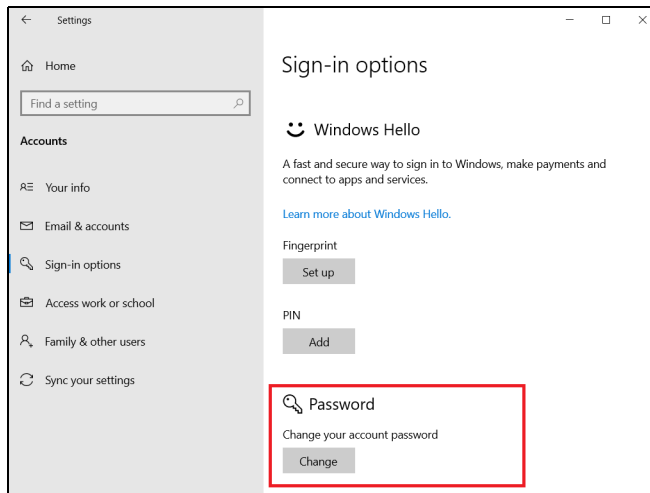 Settings
Home
Find a setting
Accounts
Your info
Email & accounts
Sign-in options
Access work or school
Family & other users
Sync your settings
Sign-in options
Windows Hello
A fast and secure way to sign in to Windows, make payments and
connect to apps and services.
Learn more about Windows Hello.
Fingerprint
Set up
PIN
Add
Password
Change your account password
Change